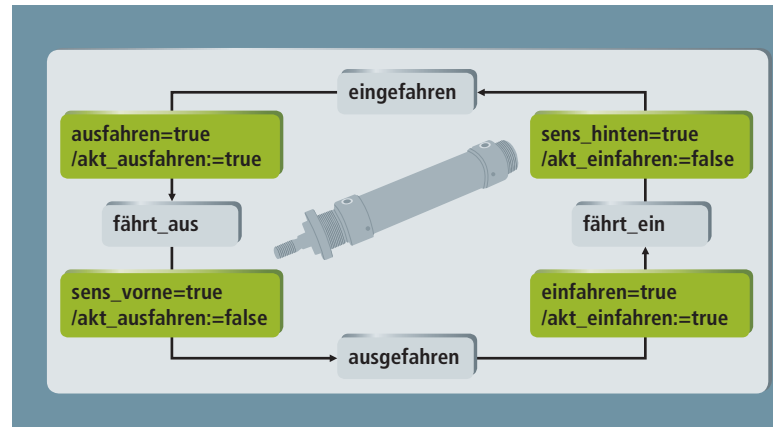 eingefahren
ausfahren=true
/akt_ausfahren:=true
sens_hinten=true
/akt_einfahren:=false
fährt_aus
fährt_ein
sens_vorne=true
/akt_ausfahren:=false
einfahren=true
/akt_einfahren:=true
ausgefahren